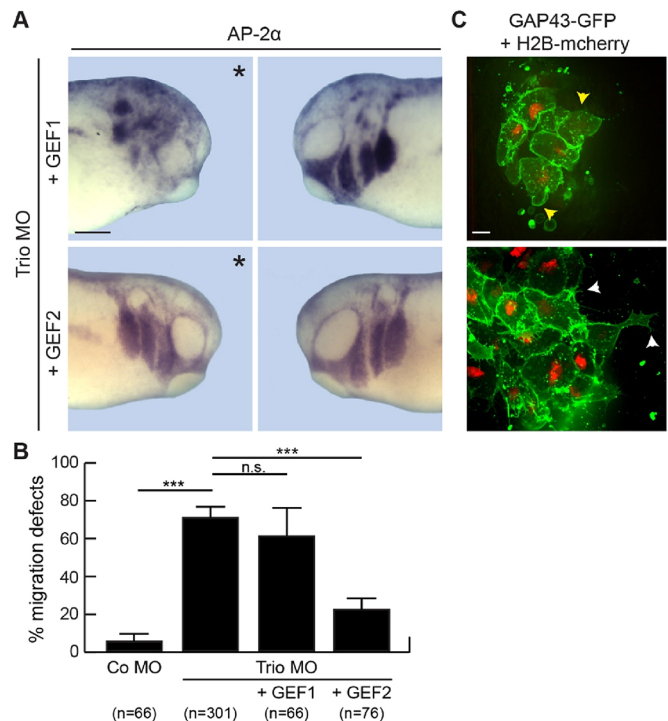 A
AP-2α
C
GAP43-GFP
+ H2B-mcherry
Trio MO
+ GEF1
*
+ GEF2
*
B
% migration defects
100
80
60
40
20
0
***
n.s.
***
Co MO
Trio MO
+ GEF1
+ GEF2
(n=66)
(n=301)
(n=66)
(n=76)